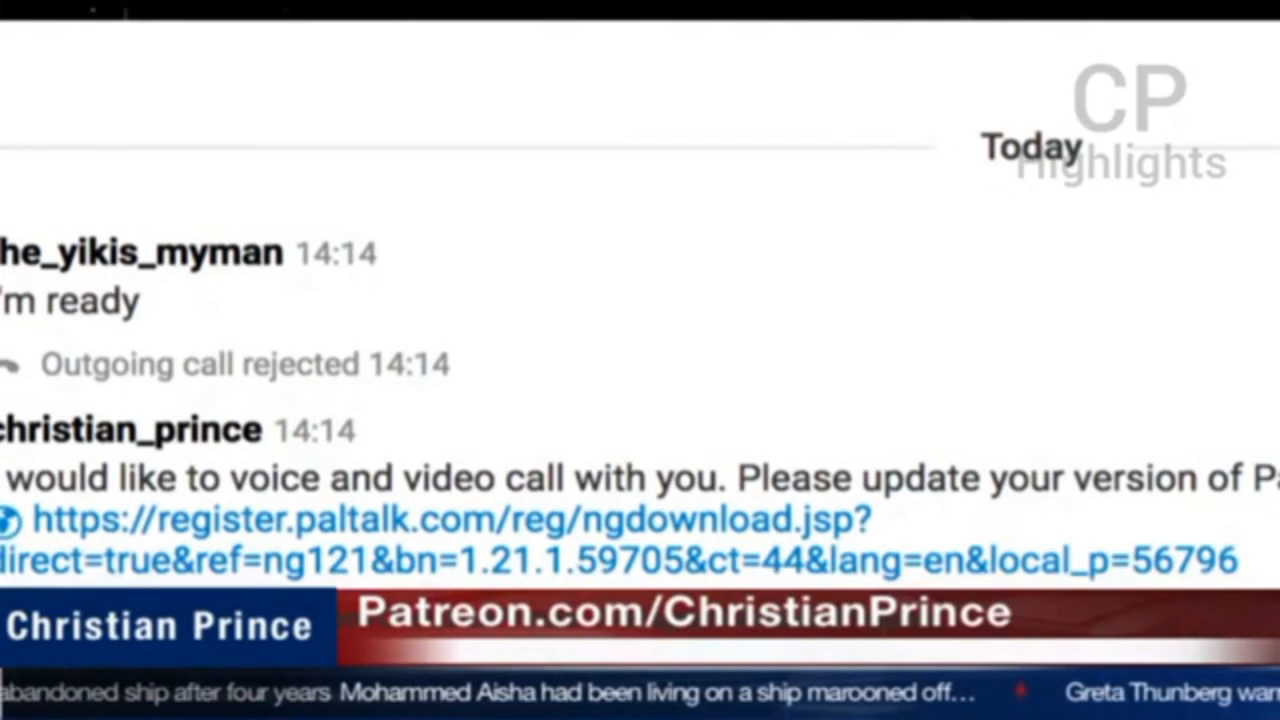 CP
Highlights
Today
he_yikis_myman 14:14
'm ready
Outgoing call rejected 14:14
christian_prince 14:14
would like to voice and video call with you. Please update your version of Pa
https://register.paltalk.com/reg/ngdownload.jsp?
direct=true&ref=ng121&bn=1.21.1.59705&ct=44&lang=en&local_p=56796
Christian Prince
Patreon.com/ChristianPrince
abandoned ship after four years Mohammed Aisha had been living on a ship marooned off... Greta Thunberg war